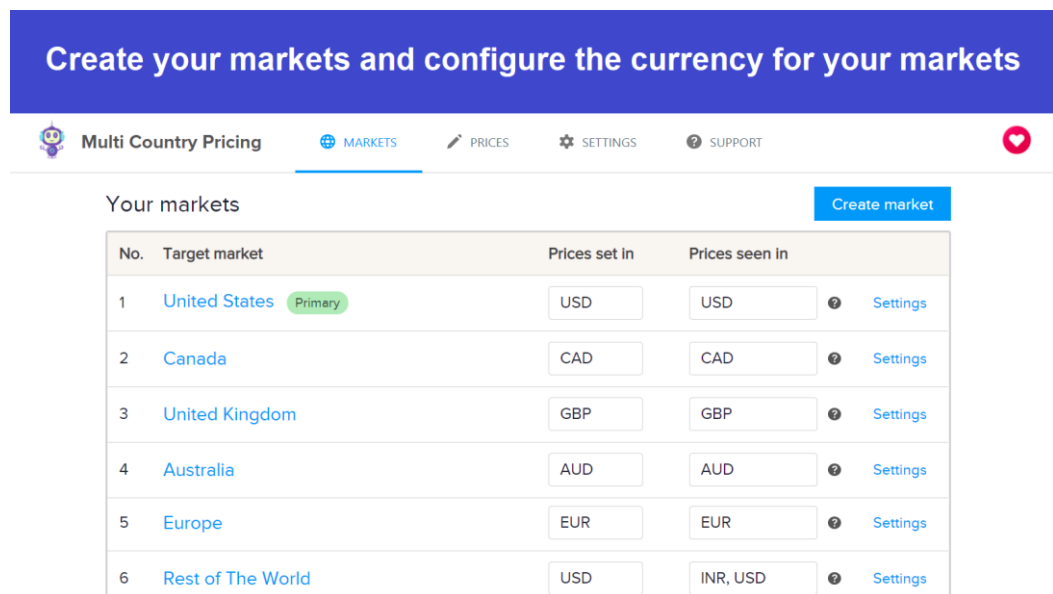 Create your markets and configure the currency for your markets
Multi Country Pricing MARKETS PRICES SETTINGS SUPPORT
Your markets Create market
No. Target market Prices set in Prices seen in
1 United States Primary USD USD Settings
2 Canada CAD CAD Settings
3 United Kingdom GBP GBP Settings
4 Australia AUD AUD Settings
5 Europe EUR EUR Settings
6 Rest of The World USD INR, USD Settings